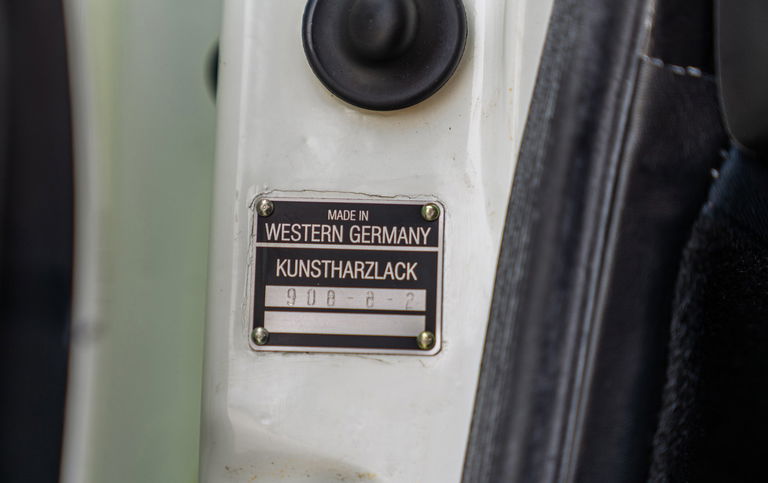 MADE IN
WESTERN GERMANY
KUNSTHARZLACK
908-6-2